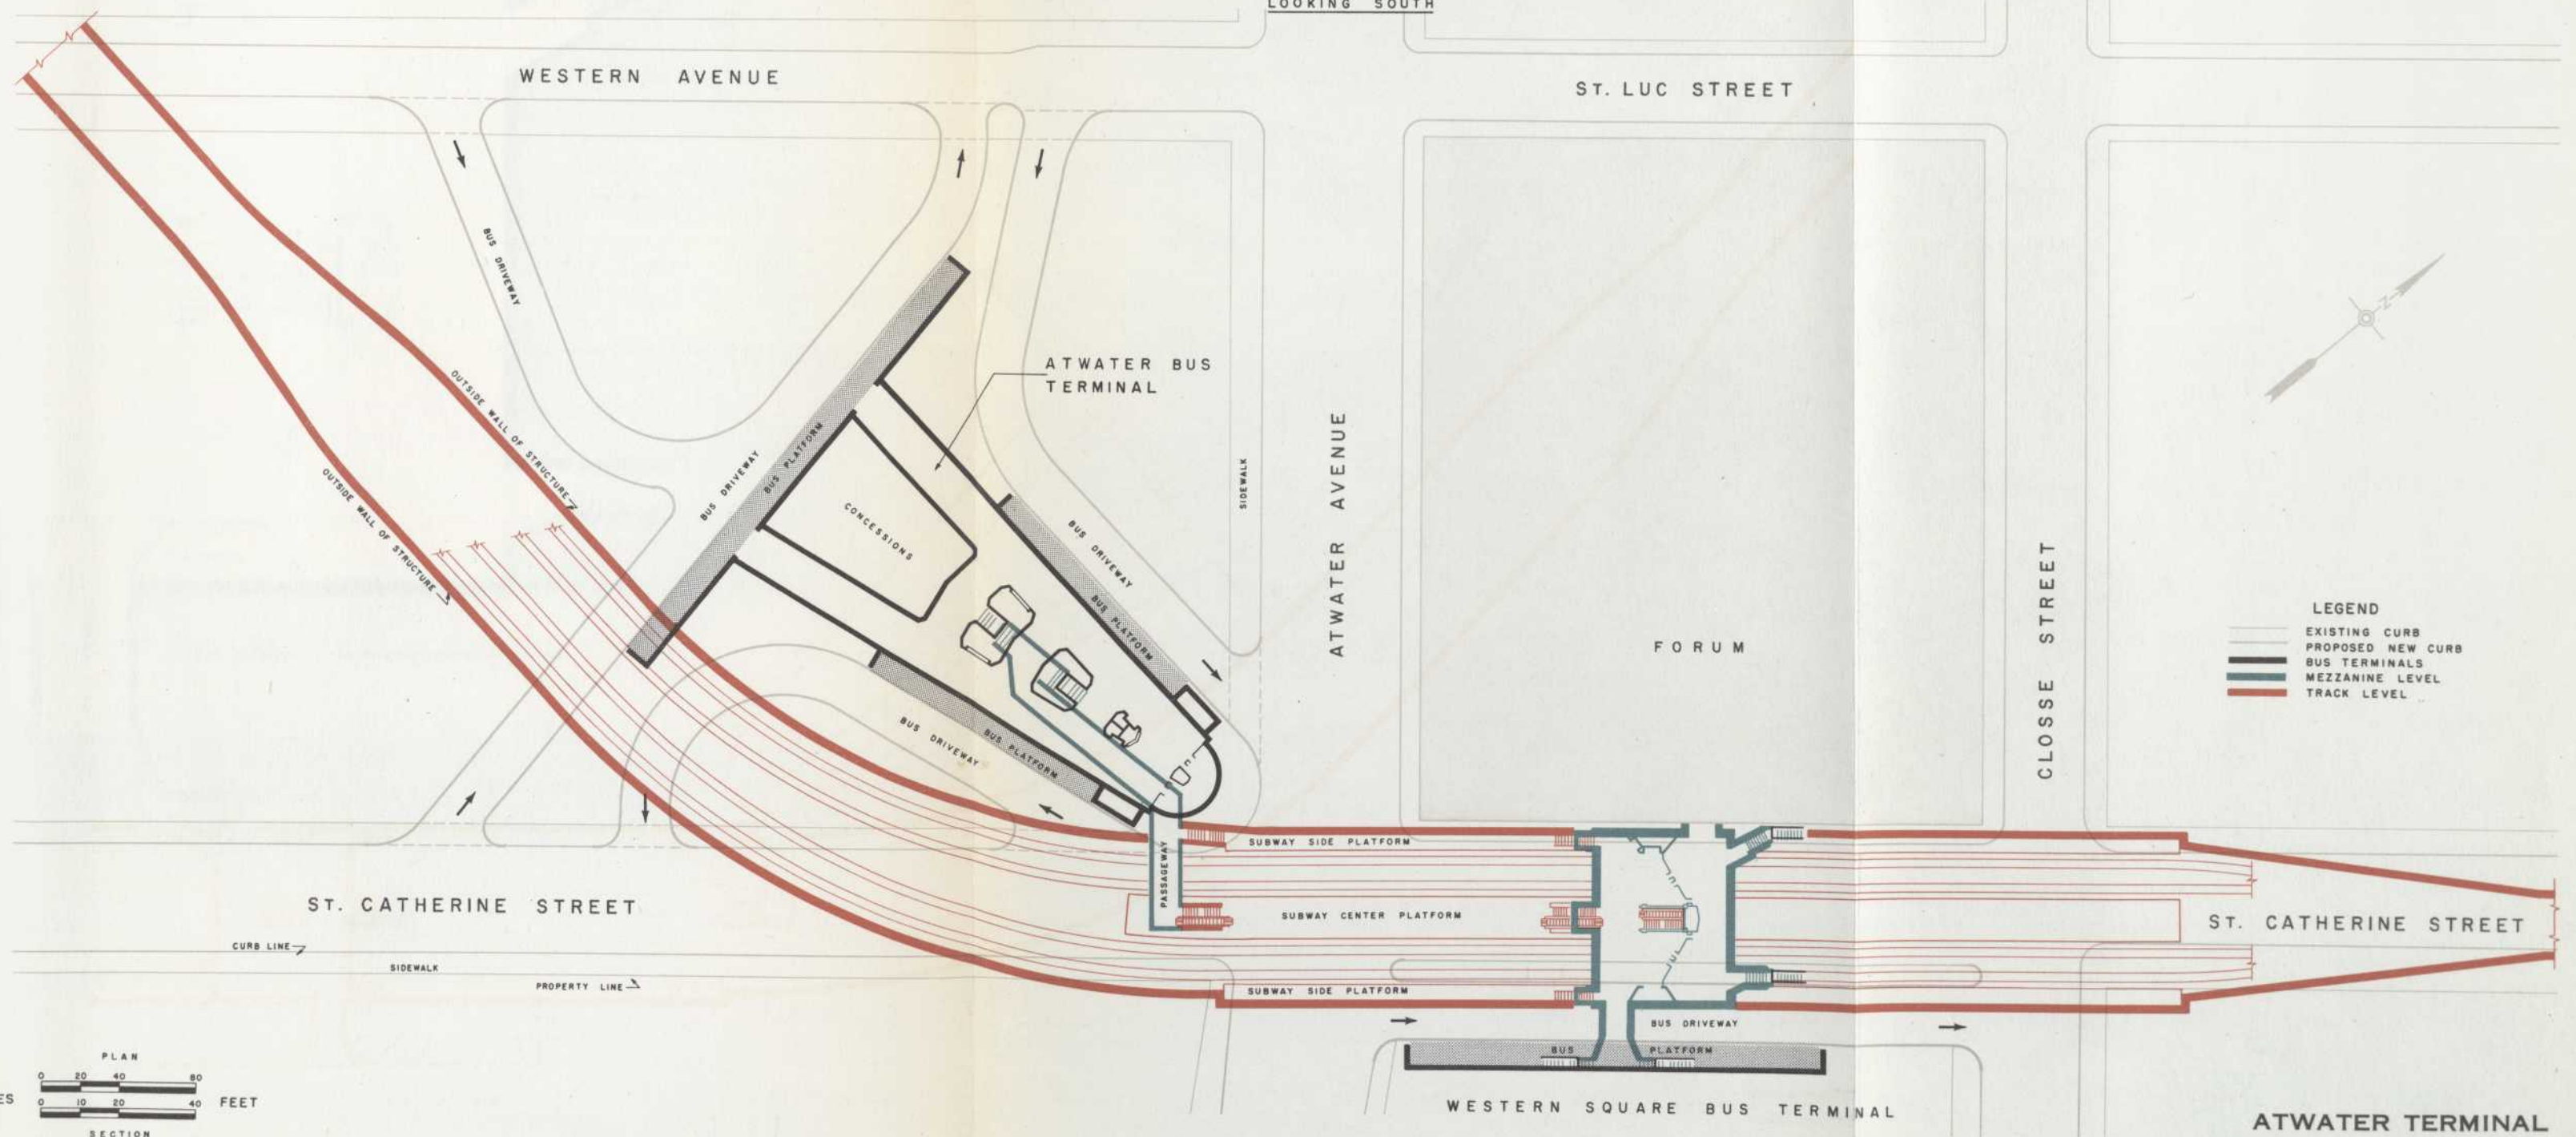 LOOKING SOUTH
WESTERN AVENUE
ST. LUC STREET
N
N
BUS DRIVEWAY
ATWATER BUS
TERMINAL
OUTSIDE WALL OF STRUCTURE
OUTSIDE WALL OF STRUCTURE
BUS DRIVEWAY
BUS PLATFORM
CONCESSIONS
BUS DRIVEWAY
BUS PLATFORM
SIDEWALK
ATWATER AVENUE
FORUM
CLOSSE STREET
N
LEGEND
EXISTING CURB
PROPOSED NEW CURB
BUS TERMINALS
MEZZANINE LEVEL
TRACK LEVEL
BUS DRIVEWAY
BUS PLATFORM
PASSAGEWAY
SUBWAY SIDE PLATFORM
SUBWAY CENTER PLATFORM
SUBWAY SIDE PLATFORM
ST. CATHERINE STREET
ST. CATHERINE STREET
CURB LINE
SIDEWALK
PROPERTY LINE
BUS DRIVEWAY
BUS PLATFORM
WESTERN SQUARE BUS TERMINAL
PLAN
0 20 40 80
ES 0 10 20 40 FEET
SECTION
ATWATER TERMINAL